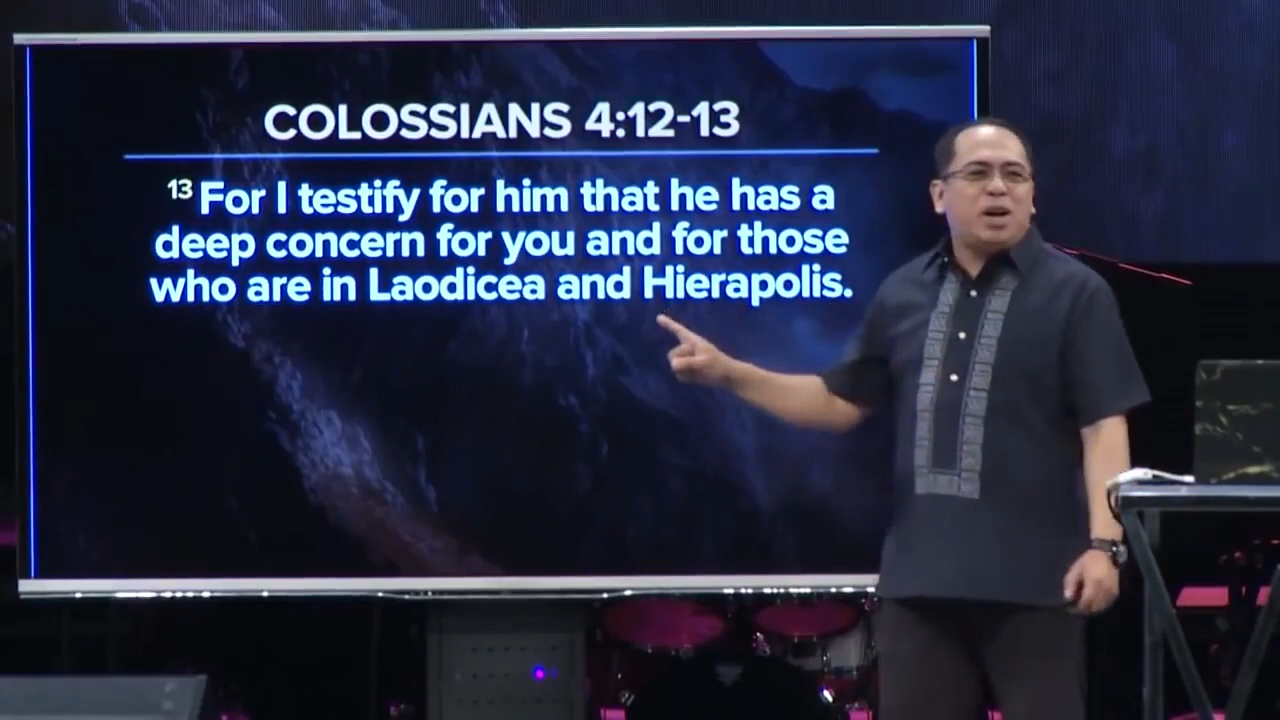 COLOSSIANS 4:12-13
13 For I testify for him that he has a
deep concern for you and for those
who are in Laodicea and Hierapolis.